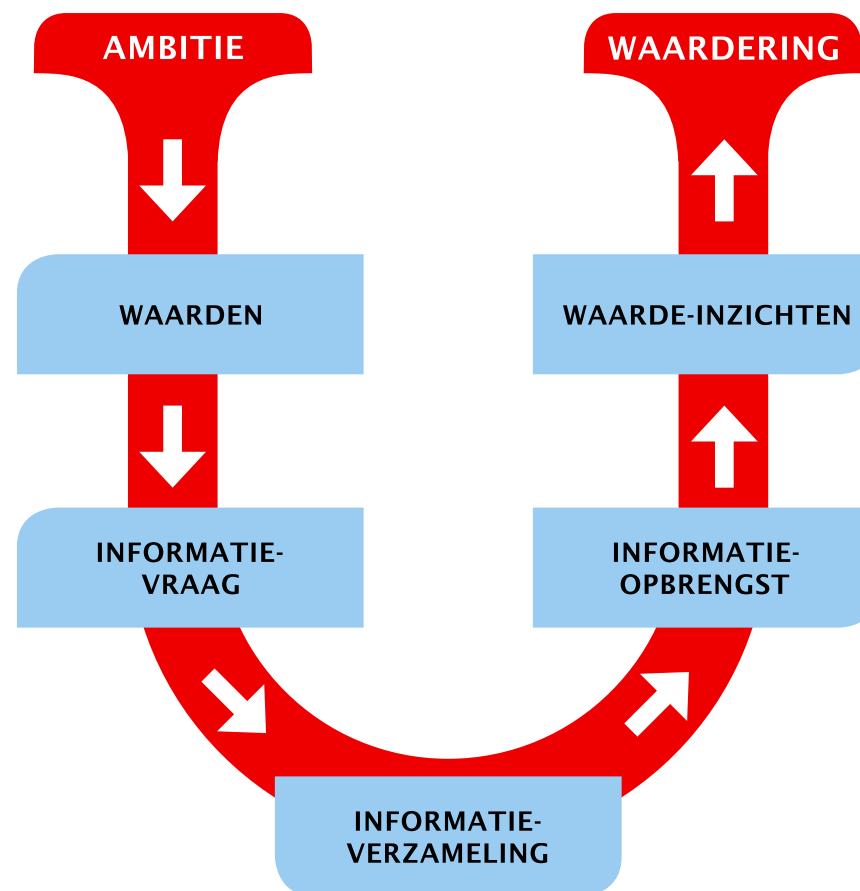 AMBITIE
WAARDERING
WAARDEN
WAARDE-INZICHTEN
INFORMATIE-
VRAAG
INFORMATIE-
OPBRENGST
INFORMATIE-
VERZAMELING